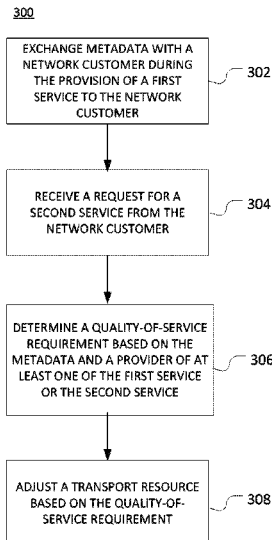 300
EXCHANGE METADATA WITH A
NETWORK CUSTOMER DURING
THE PROVISION OF A FIRST
SERVICE TO THE NETWORK
CUSTOMER
302
RECEIVE A REQUEST FOR A
SECOND SERVICE FROM THE
NETWORK CUSTOMER
304
DETERMINE A QUALITY-OF-SERVICE
REQUIREMENT BASED ON THE
METADATA AND A PROVIDER OF AT
LEAST ONE OF THE FIRST SERVICE
OR THE SECOND SERVICE
306
ADJUST A TRANSPORT RESOURCE
BASED ON THE QUALITY-OF-
SERVICE REQUIREMENT
308